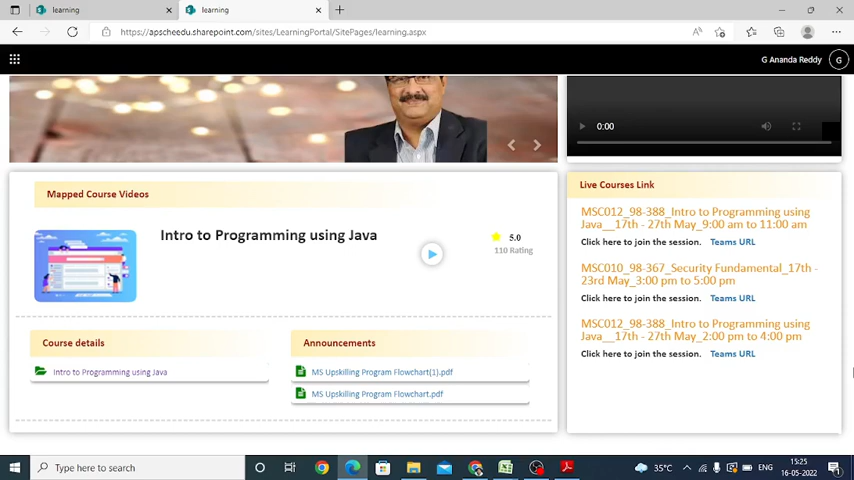 learning
learning
https://apscheedu.sharepoint.com/sites/LearningPortal/SitePages/learning.aspx
G Ananda Reddy
G
0:00
Mapped Course Videos
Intro to Programming using Java
5.0
110 Rating
Course details
Intro to Programming using Java
Announcements
MS Upskilling Program Flowchart(1).pdf
MS Upskilling Program Flowchart.pdf
Live Courses Link
MSC012_98-388_Intro to Programming using
Java__17th - 27th May_9:00 am to 11:00 am
Click here to join the session. Teams URL
MSC010_98-367_Security Fundamental_17th -
23rd May_3:00 pm to 5:00 pm
Click here to join the session. Teams URL
MSC012_98-388_Intro to Programming using
Java__17th - 27th May_2:00 pm to 4:00 pm
Click here to join the session. Teams URL
Type here to search
35°C
ENG
15:25
16-05-2022
1